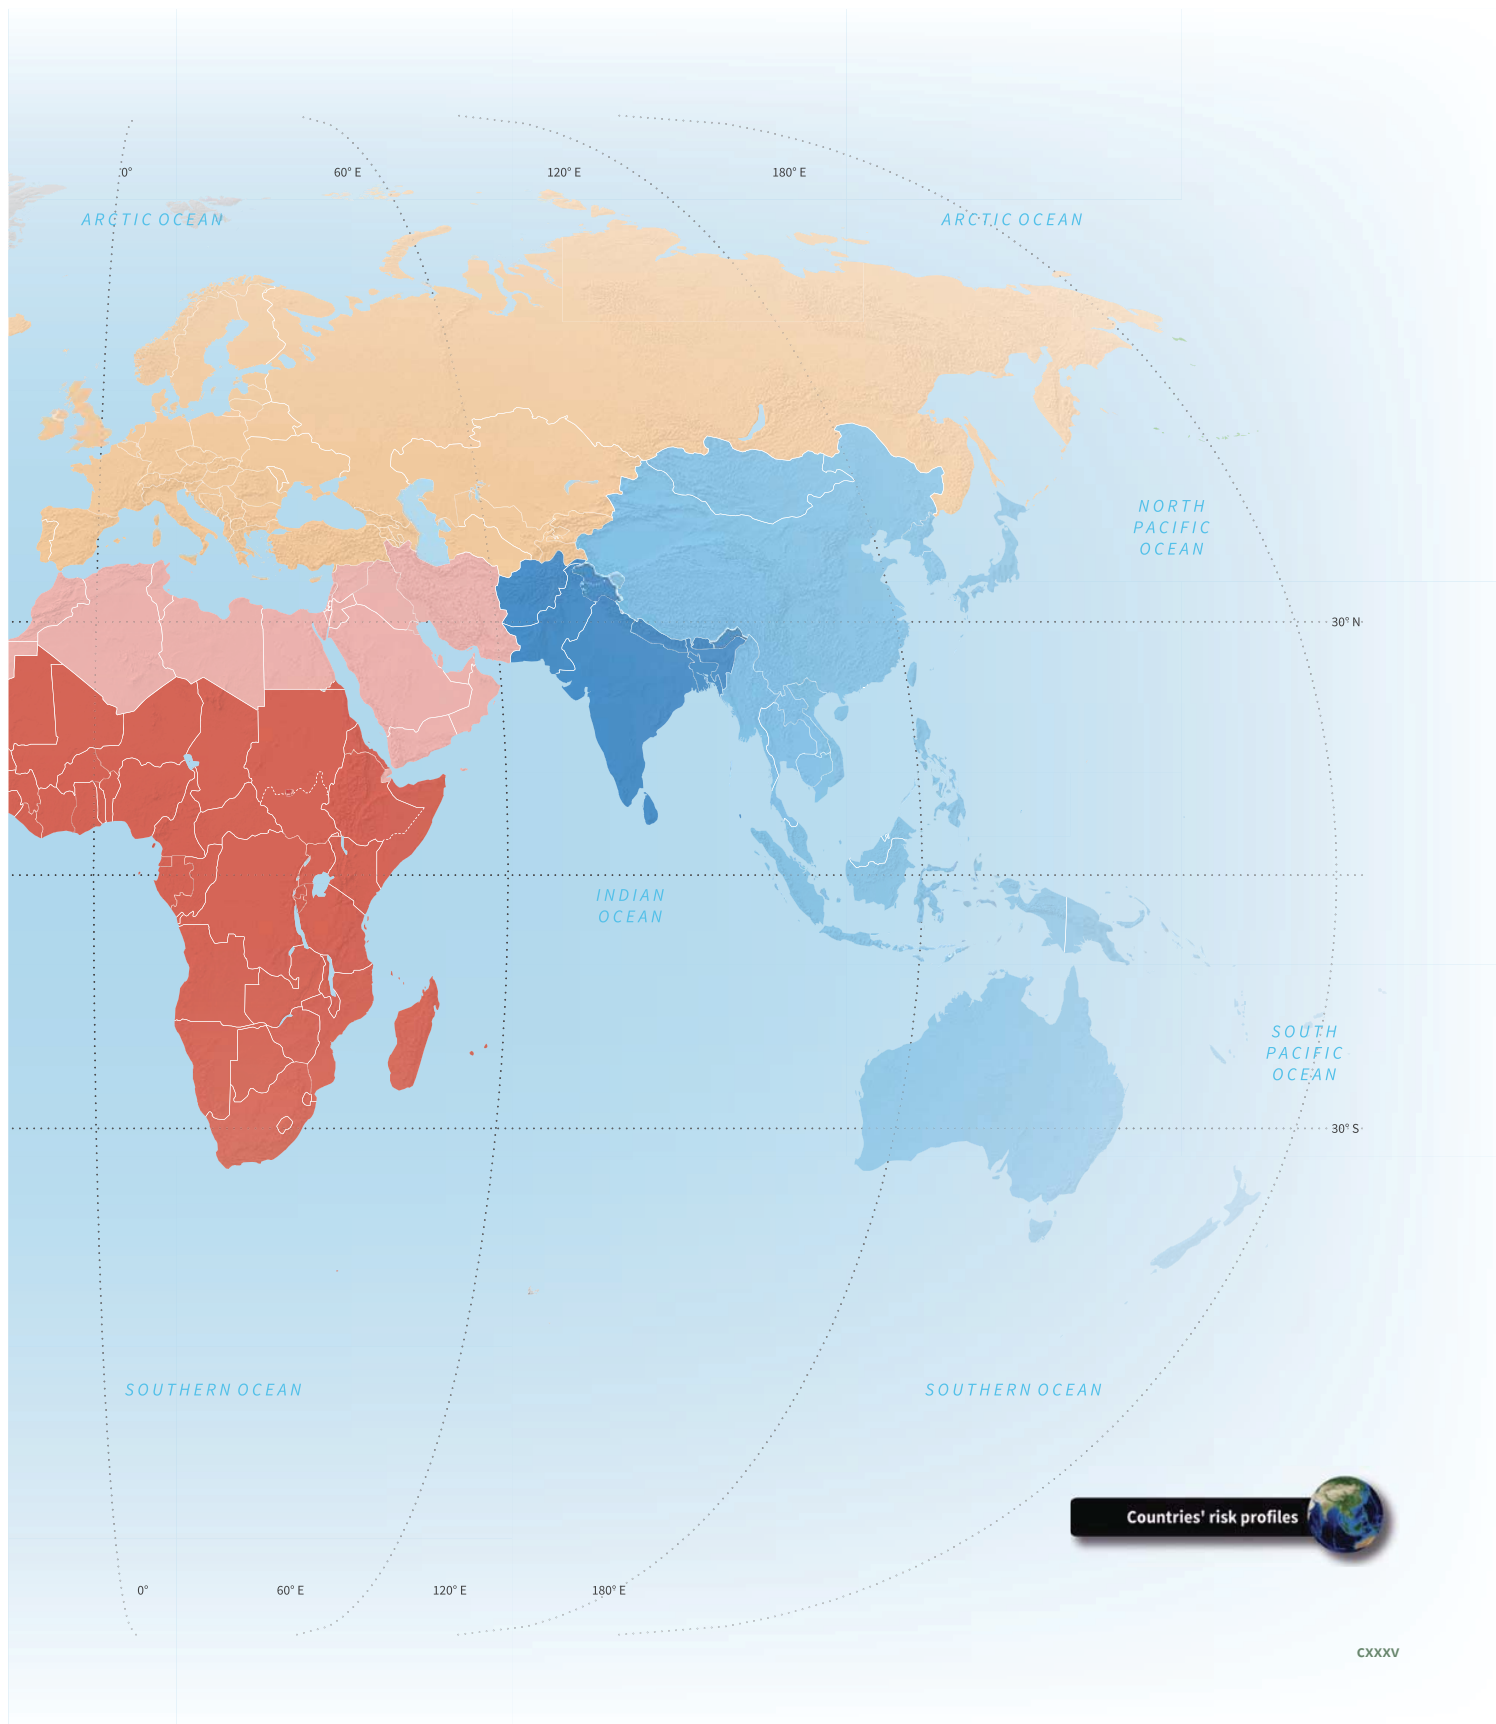 0°
60° E
120° E
180° E
ARCTIC OCEAN
ARCTIC OCEAN
NORTH
PACIFIC
OCEAN
30° N
INDIAN
OCEAN
SOUTH
PACIFIC
OCEAN
30° S
SOUTHERN OCEAN
SOUTHERN OCEAN
Countries' risk profiles
0°
60° E
120° E
180° E
CXXXV